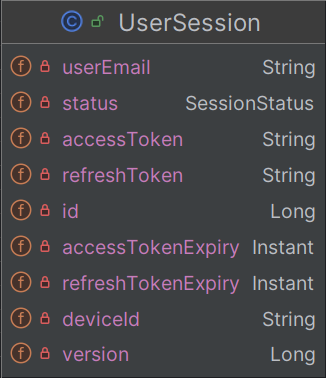 UserSession
userEmail String
status SessionStatus
accessToken String
refreshToken String
id Long
accessTokenExpiry Instant
refreshTokenExpiry Instant
deviceId String
version Long